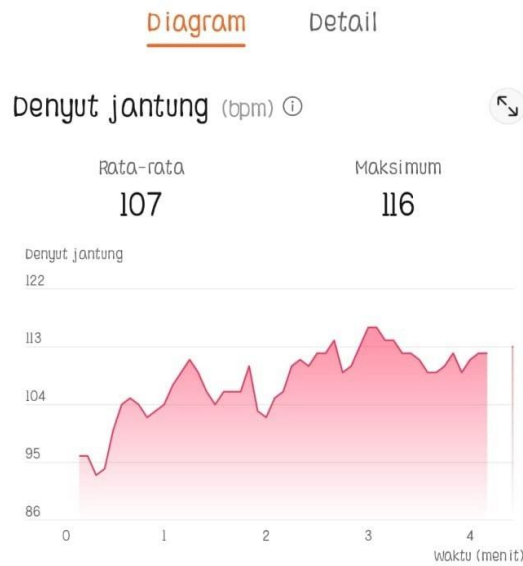 Diagram Detail
Denyut jantung (bpm)
Rata-rata Maksimum
107 116
Denyut jantung
122
113
104
95
86
0 1 2 3 4
Waktu (menit)